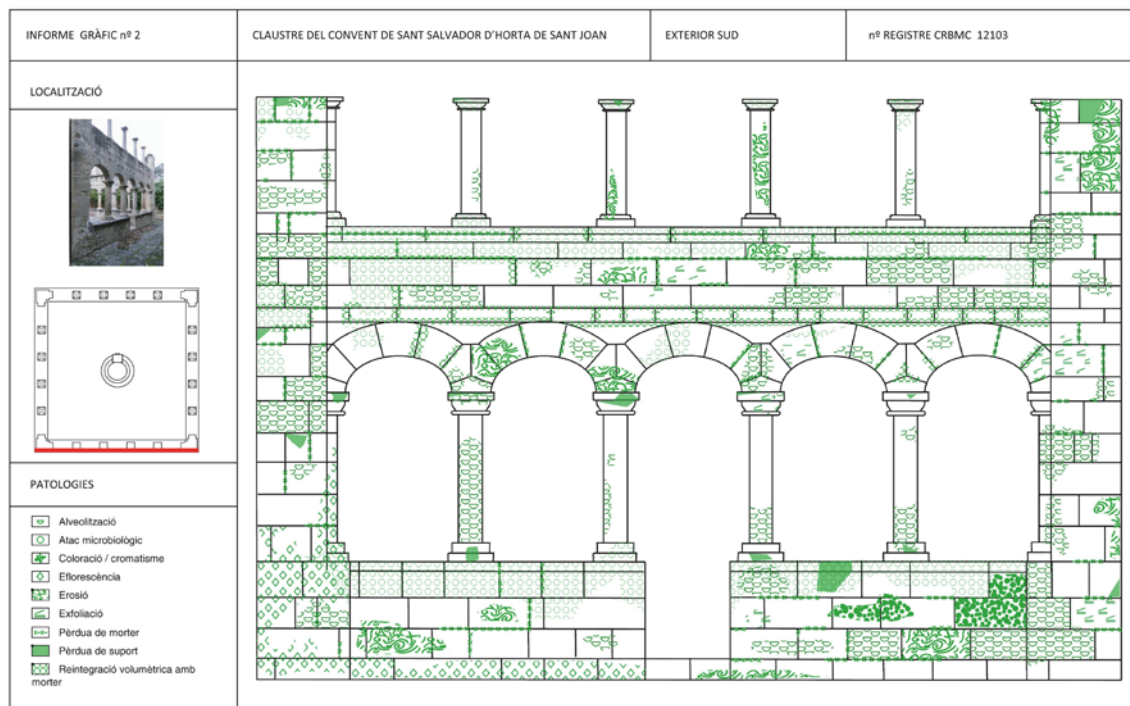 INFORME GRÀFIC nº 2
CLAUSTRE DEL CONVENT DE SANT SALVADOR D'HORTA DE SANT JOAN
EXTERIOR SUD
nº REGISTRE CRBMC 12103
LOCALITZACIÓ
PATOLOGIES
Alveolització
Atac microbiològic
Coloració / cromatisme
Eflorescència
Erosió
Exfoliació
Pèrdua de morter
Pèrdua de suport
Reintegració volumètrica amb
morter